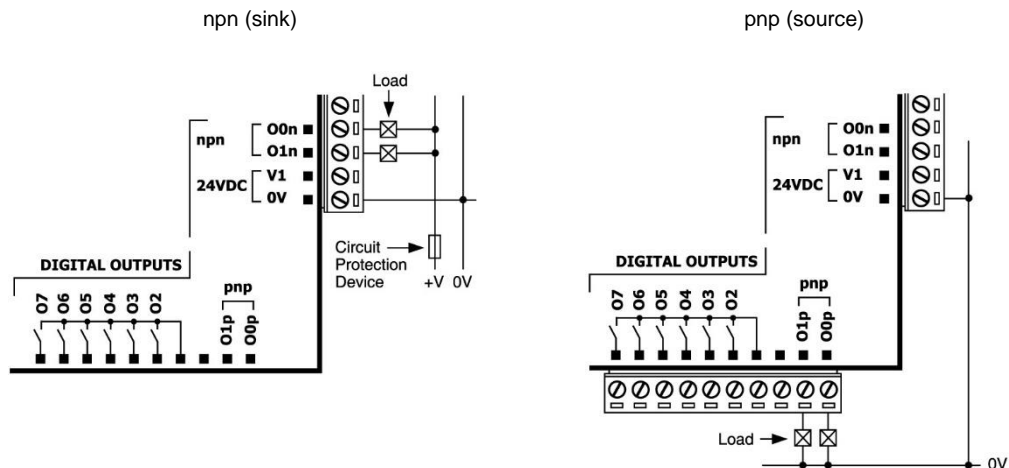 npn (sink)
Load
npn
O0n
O1n
24VDC
V1
0V
Circuit
Protection
Device
+V 0V
DIGITAL OUTPUTS
pnp
O7 O6 O5 O4 O3 O2 O1p O0p
pnp (source)
npn
O0n
O1n
24VDC
V1
0V
DIGITAL OUTPUTS
pnp
O7 O6 O5 O4 O3 O2 O1p O0p
Load
0V